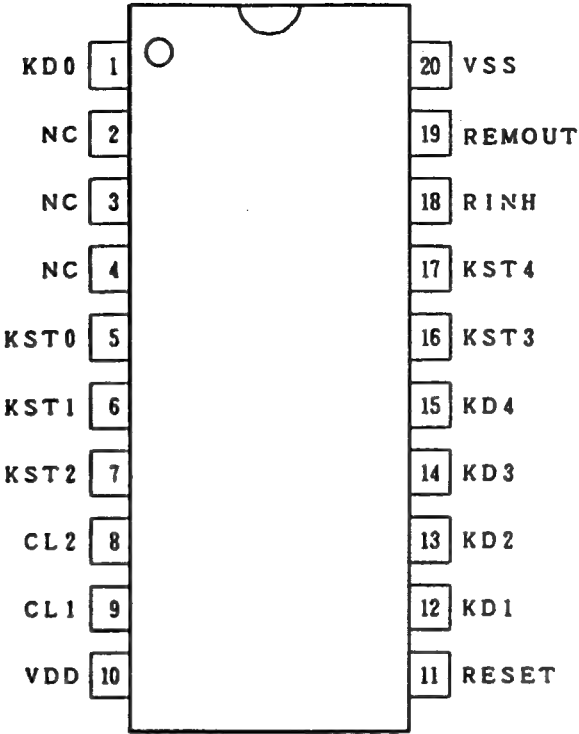 KD0 1 20 VSS
NC 2 19 REMOUT
NC 3 18 RINH
NC 4 17 KST4
KST0 5 16 KST3
KST1 6 15 KD4
KST2 7 14 KD3
CL2 8 13 KD2
CL1 9 12 KD1
VDD 10 11 RESET